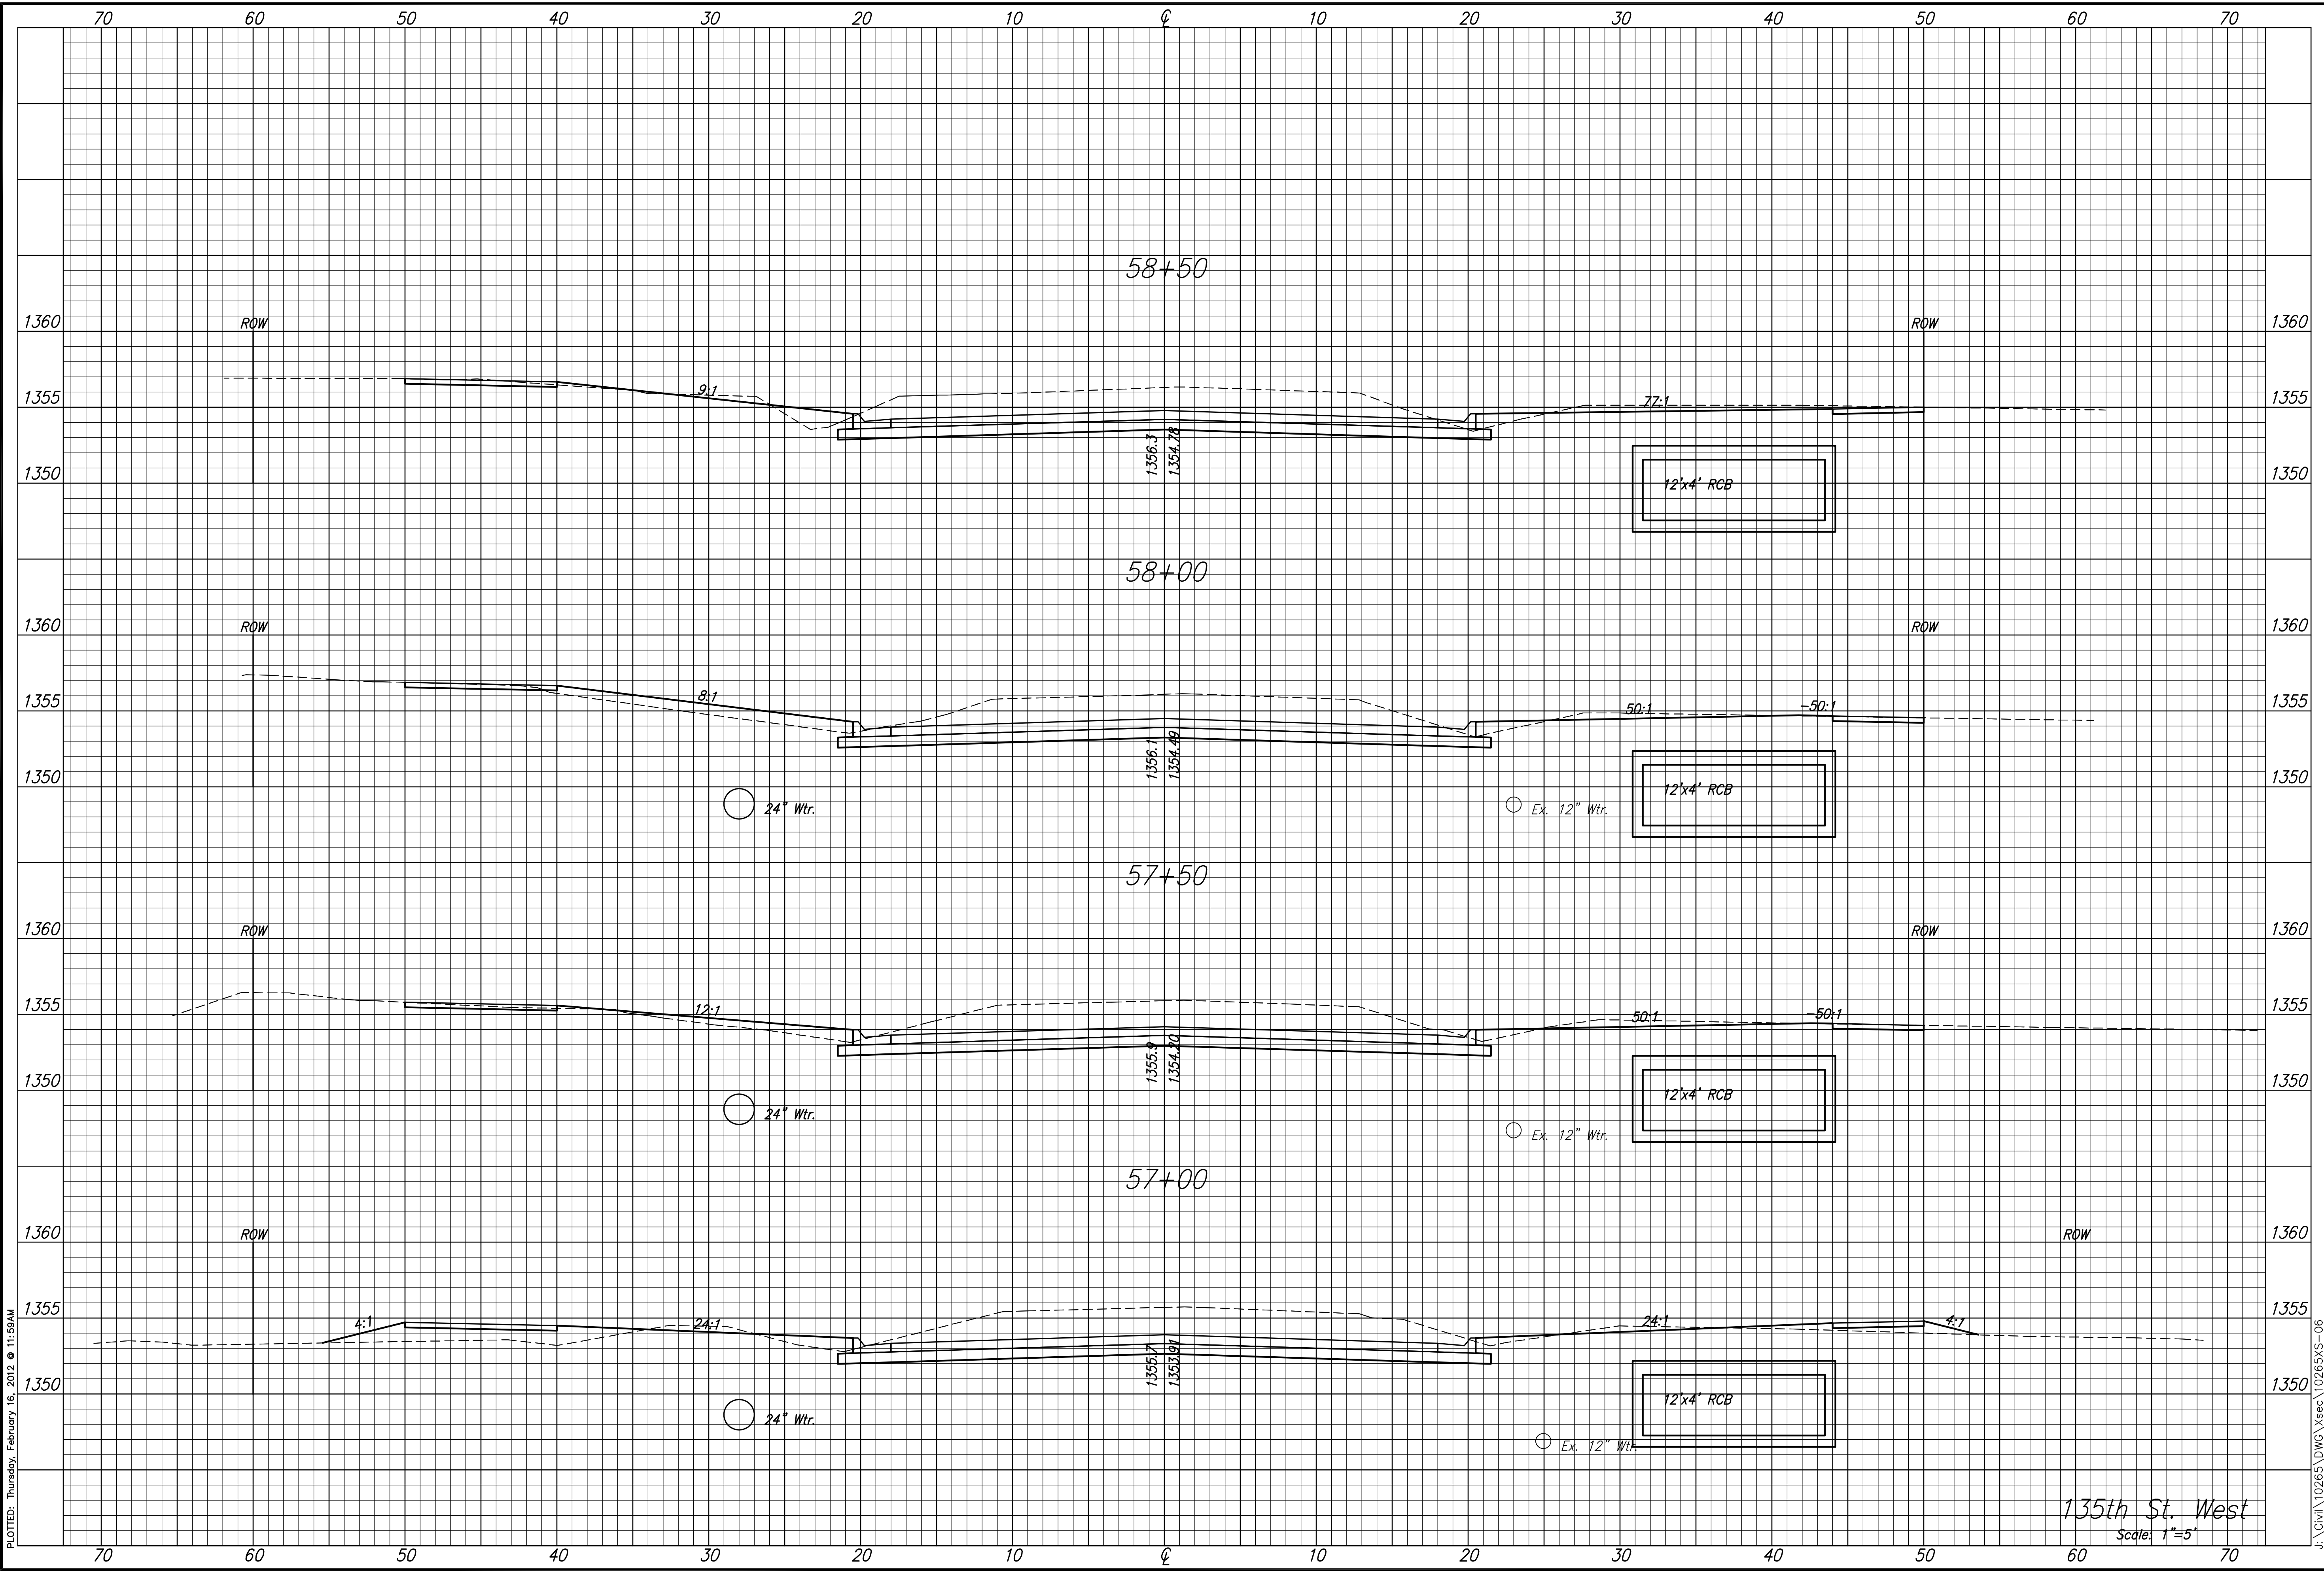 70 60 50 40 30 20 10 ℄ 10 20 30 40 50 60 70
58+50
1360 ROW ROW 1360
1355 9:1 77:1 1355
1356.3
1354.78
1350 12'x4' RCB 1350
58+00
1360 ROW ROW 1360
1355 8:1 50:1 -50:1 1355
1356.1
1354.49
1350 12'x4' RCB 1350
24" Wtr. Ex. 12" Wtr.
57+50
1360 ROW ROW 1360
1355 12:1 50:1 -50:1 1355
1355.9
1354.20
1350 12'x4' RCB 1350
24" Wtr. Ex. 12" Wtr.
57+00
1360 ROW ROW 1360
1355 4:1 24:1 24:1 4:1 1355
1355.7
1353.91
1350 12'x4' RCB 1350
24" Wtr. Ex. 12" Wtr.
135th St. West
Scale: 1"=5'
70 60 50 40 30 20 10 ℄ 10 20 30 40 50 60 70
PLOTTED: Thursday, February 16, 2012 @ 11:59AM
J:\Civil\10265\DWG\Xsec\10265XS-06